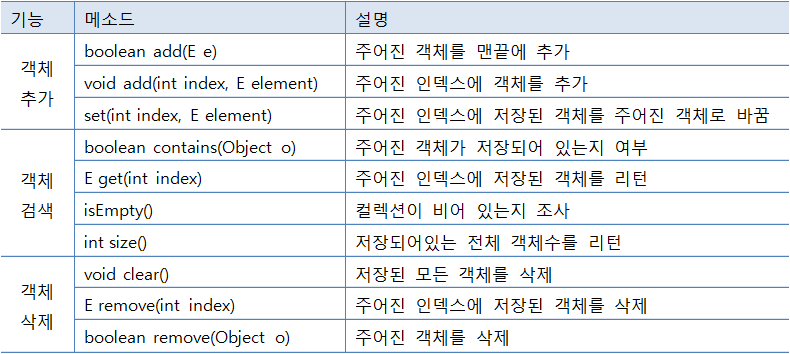 기능 메소드 설명
객체 추가
boolean add(E e) 주어진 객체를 맨끝에 추가
void add(int index, E element) 주어진 인덱스에 객체를 추가
set(int index, E element) 주어진 인덱스에 저장된 객체를 주어진 객체로 바꿈
객체 검색
boolean contains(Object o) 주어진 객체가 저장되어 있는지 여부
E get(int index) 주어진 인덱스에 저장된 객체를 리턴
isEmpty() 컬렉션이 비어 있는지 조사
int size() 저장되어있는 전체 객체수를 리턴
객체 삭제
void clear() 저장된 모든 객체를 삭제
E remove(int index) 주어진 인덱스에 저장된 객체를 삭제
boolean remove(Object o) 주어진 객체를 삭제